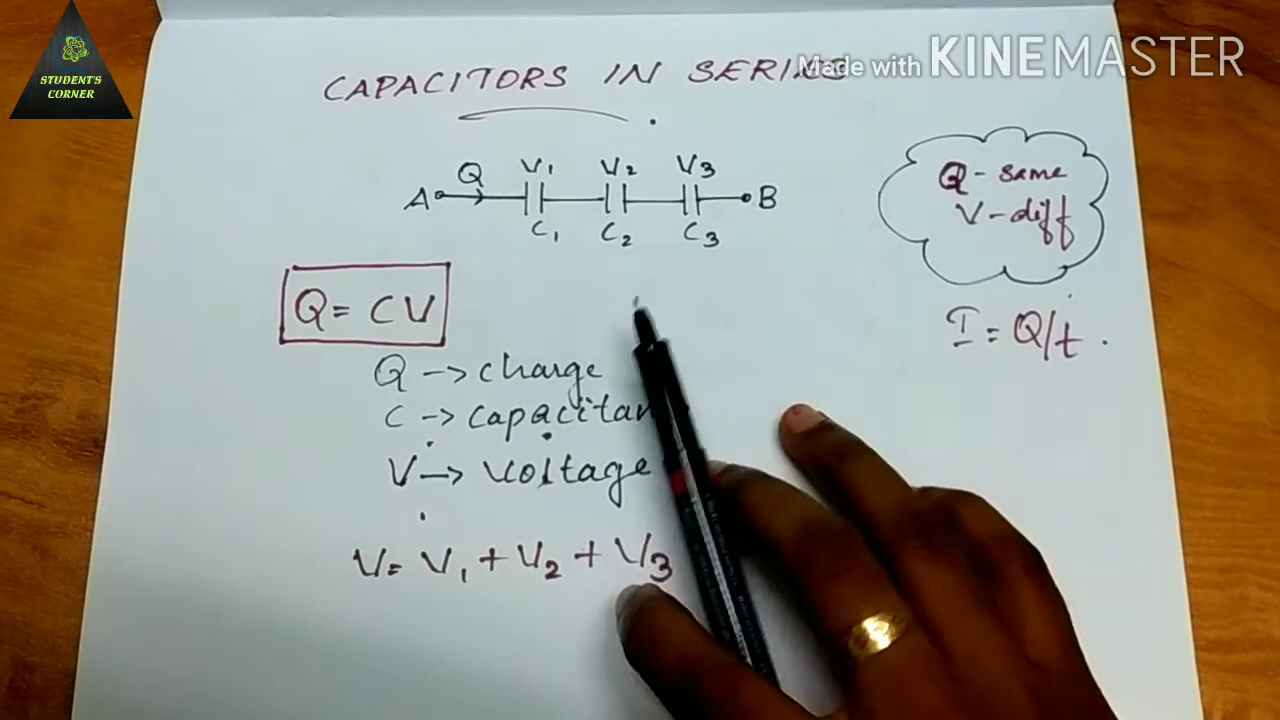 STUDENT'S
CORNER
Made with KINEMASTER
CAPACITORS IN SERIES
Q V1 V2 V3
A B
C1 C2 C3
Q - same
V - diff
Q = CV
I = Q/t .
Q -> charge
C -> capacitan
V -> voltage
V = V1 + V2 + V3